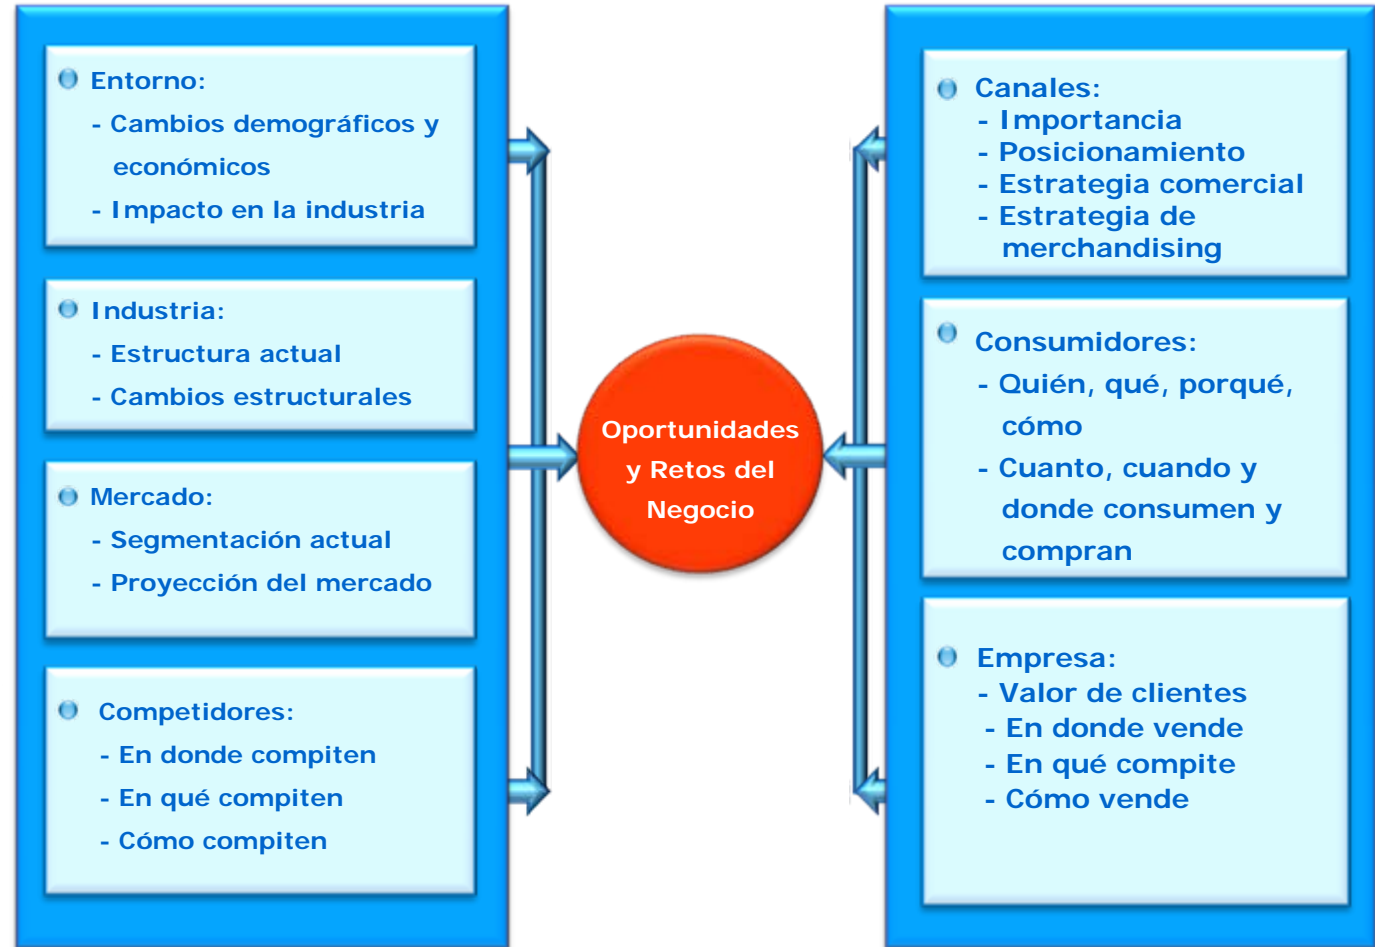 Entorno:
- Cambios demográficos y
económicos
- Impacto en la industria
Industria:
- Estructura actual
- Cambios estructurales
Mercado:
- Segmentación actual
- Proyección del mercado
Competidores:
- En donde compiten
- En qué compiten
- Cómo compiten
Oportunidades
y Retos del
Negocio
Canales:
- Importancia
- Posicionamiento
- Estrategia comercial
- Estrategia de
merchandising
Consumidores:
- Quién, qué, porqué,
cómo
- Cuanto, cuando y
donde consumen y
compran
Empresa:
- Valor de clientes
- En donde vende
- En qué compite
- Cómo vende